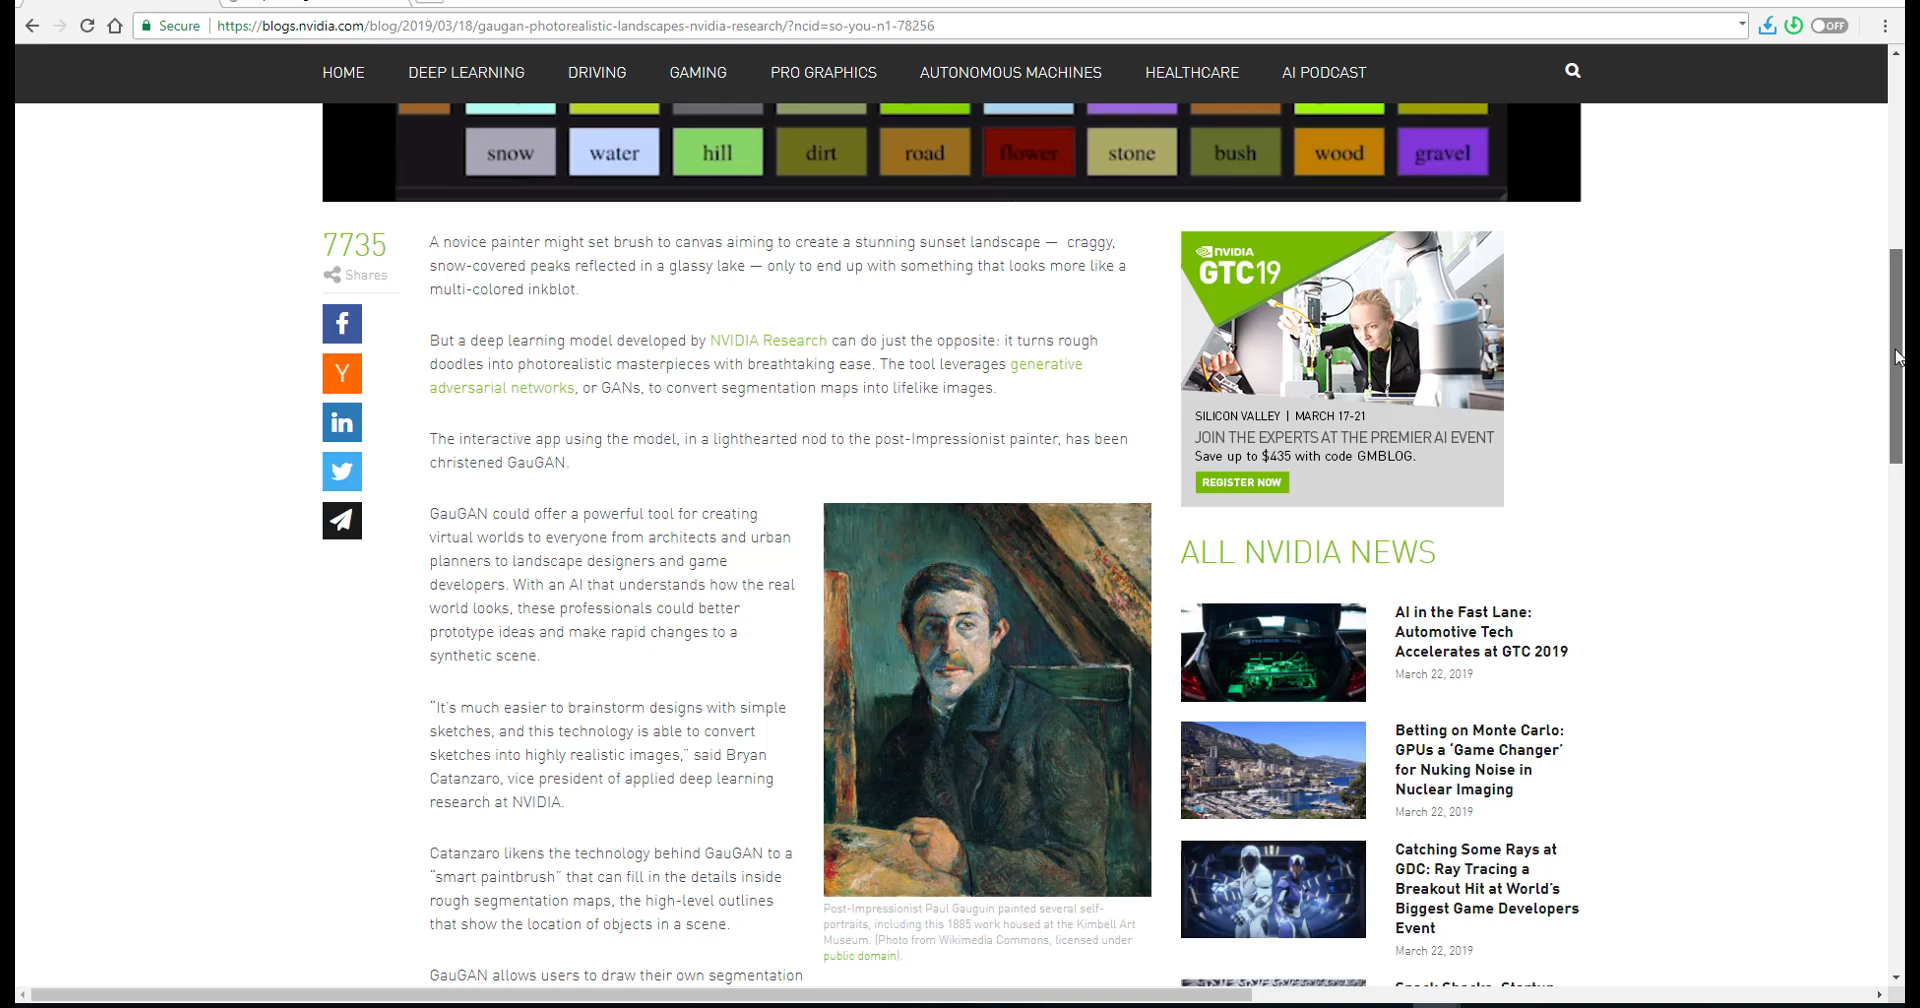 Secure
https://blogs.nvidia.com/blog/2019/03/18/gaugan-photorealistic-landscapes-nvidia-research/?ncid=so-you-n1-78256
OFF
HOME
DEEP LEARNING
DRIVING
GAMING
PRO GRAPHICS
AUTONOMOUS MACHINES
HEALTHCARE
AI PODCAST
snow
water
hill
dirt
road
flower
stone
bush
wood
gravel
7735
Shares
A novice painter might set brush to canvas aiming to create a stunning sunset landscape — craggy,
snow-covered peaks reflected in a glassy lake — only to end up with something that looks more like a
multi-colored inkblot.
But a deep learning model developed by NVIDIA Research can do just the opposite: it turns rough
doodles into photorealistic masterpieces with breathtaking ease. The tool leverages generative
adversarial networks, or GANs, to convert segmentation maps into lifelike images.
The interactive app using the model, in a lighthearted nod to the post-Impressionist painter, has been
christened GauGAN.
GauGAN could offer a powerful tool for creating
virtual worlds to everyone from architects and urban
planners to landscape designers and game
developers. With an AI that understands how the real
world looks, these professionals could better
prototype ideas and make rapid changes to a
synthetic scene.
“It’s much easier to brainstorm designs with simple
sketches, and this technology is able to convert
sketches into highly realistic images,” said Bryan
Catanzaro, vice president of applied deep learning
research at NVIDIA.
Catanzaro likens the technology behind GauGAN to a
“smart paintbrush” that can fill in the details inside
rough segmentation maps, the high-level outlines
that show the location of objects in a scene.
GauGAN allows users to draw their own segmentation
Post-Impressionist Paul Gauguin painted several self-
portraits, including this 1885 work housed at the Kimbell Art
Museum. (Photo from Wikimedia Commons, licensed under
public domain).
NVIDIA
GTC19
SILICON VALLEY | MARCH 17-21
JOIN THE EXPERTS AT THE PREMIER AI EVENT
Save up to $435 with code GMBLOG.
REGISTER NOW
ALL NVIDIA NEWS
AI in the Fast Lane:
Automotive Tech
Accelerates at GTC 2019
March 22, 2019
Betting on Monte Carlo:
GPUs a ‘Game Changer’
for Nuking Noise in
Nuclear Imaging
March 22, 2019
Catching Some Rays at
GDC: Ray Tracing a
Breakout Hit at World’s
Biggest Game Developers
Event
March 22, 2019